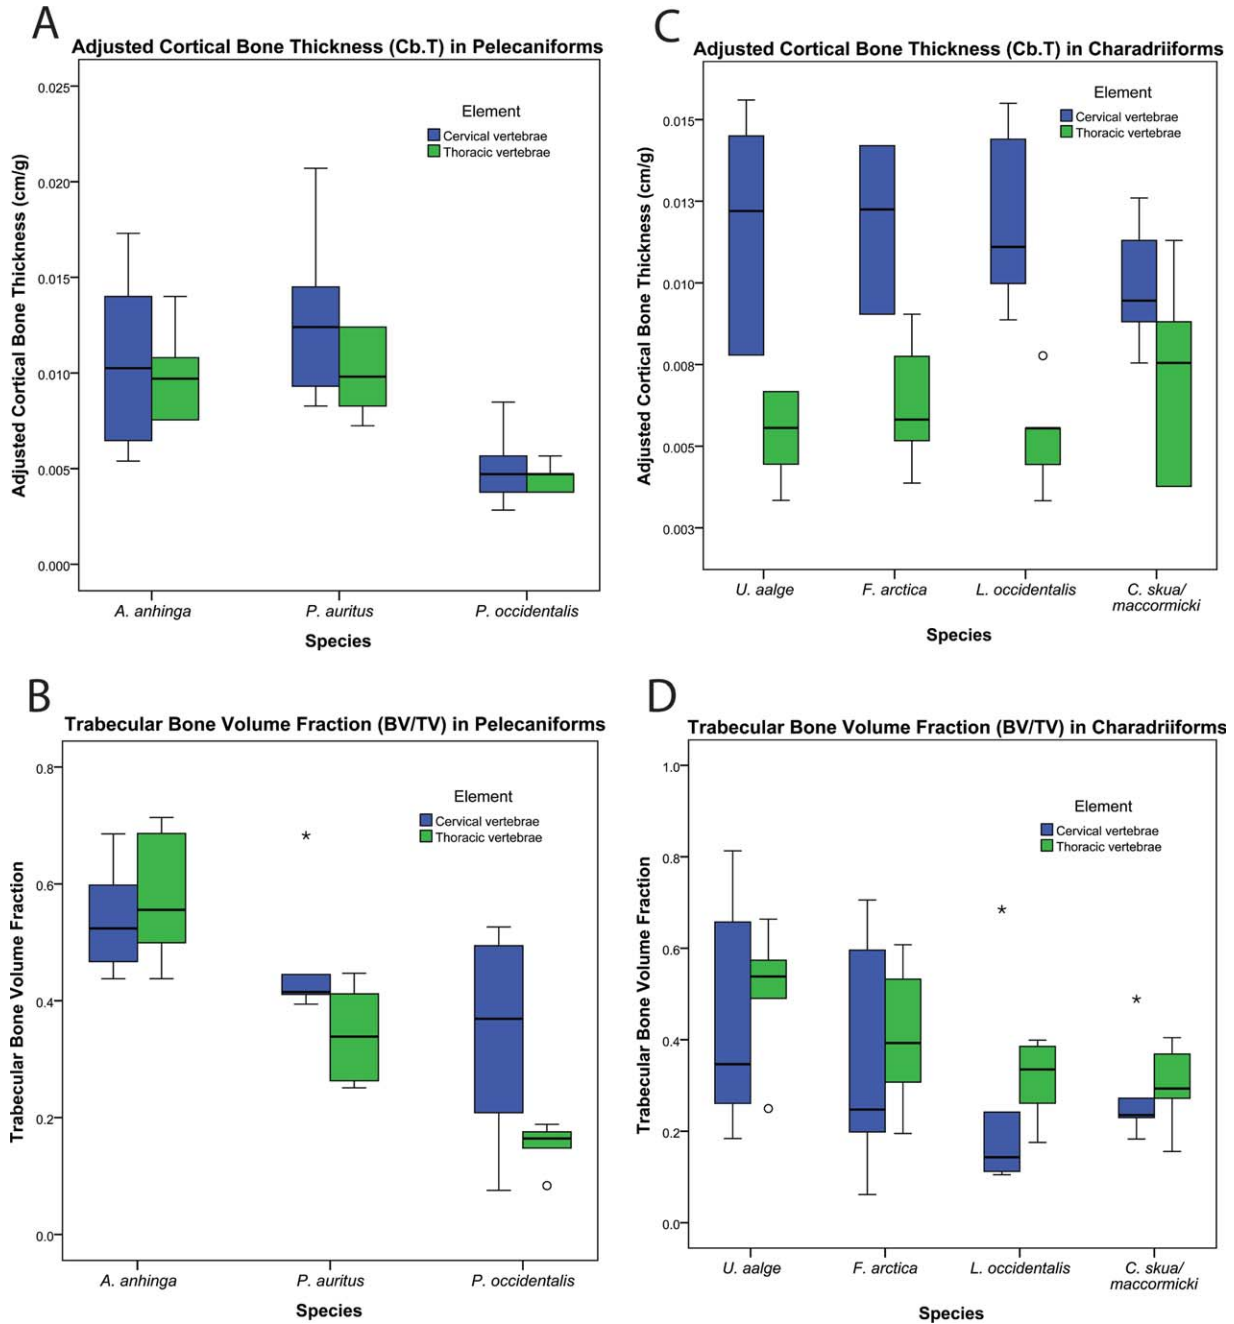 A
Adjusted Cortical Bone Thickness (Cb.T) in Pelecaniforms
Adjusted Cortical Bone Thickness (cm/g)
0.025
0.020
0.015
0.010
0.005
0.000
Element
Cervical vertebrae
Thoracic vertebrae
A. anhinga
P. auritus
P. occidentalis
Species
C
Adjusted Cortical Bone Thickness (Cb.T) in Charadriiforms
Adjusted Cortical Bone Thickness (cm/g)
0.015
0.013
0.010
0.008
0.005
0.003
Element
Cervical vertebrae
Thoracic vertebrae
U. aalge
F. arctica
L. occidentalis
C. skua/
maccormicki
Species
B
Trabecular Bone Volume Fraction (BV/TV) in Pelecaniforms
Trabecular Bone Volume Fraction
0.8
0.6
0.4
0.2
0.0
Element
Cervical vertebrae
Thoracic vertebrae
A. anhinga
P. auritus
P. occidentalis
Species
D
Trabecular Bone Volume Fraction (BV/TV) in Charadriiforms
Trabecular Bone Volume Fraction
1.0
0.8
0.6
0.4
0.2
0.0
Element
Cervical vertebrae
Thoracic vertebrae
U. aalge
F. arctica
L. occidentalis
C. skua/
maccormicki
Species